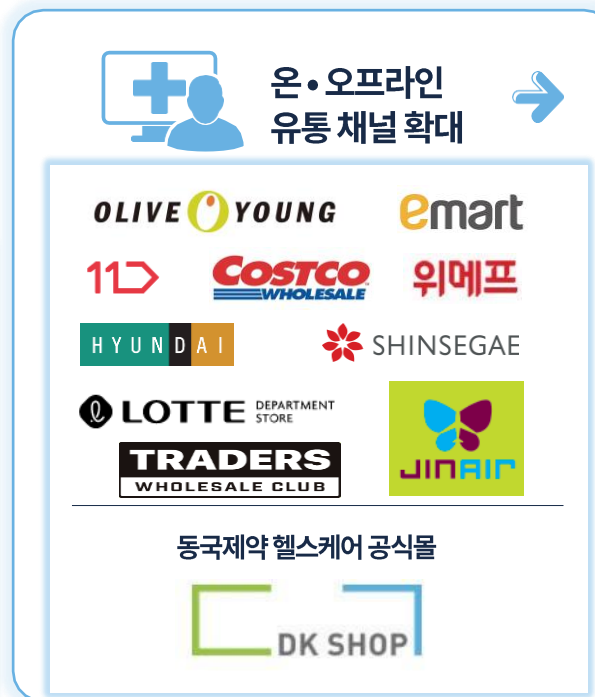 온•오프라인
유통 채널 확대
OLIVE YOUNG
emart
11
COSTCO
WHOLESALE
위메프
HYUNDAI
SHINSEGAE
LOTTE DEPARTMENT STORE
TRADERS
WHOLESALE CLUB
JINAIR
동국제약 헬스케어 공식몰
DK SHOP